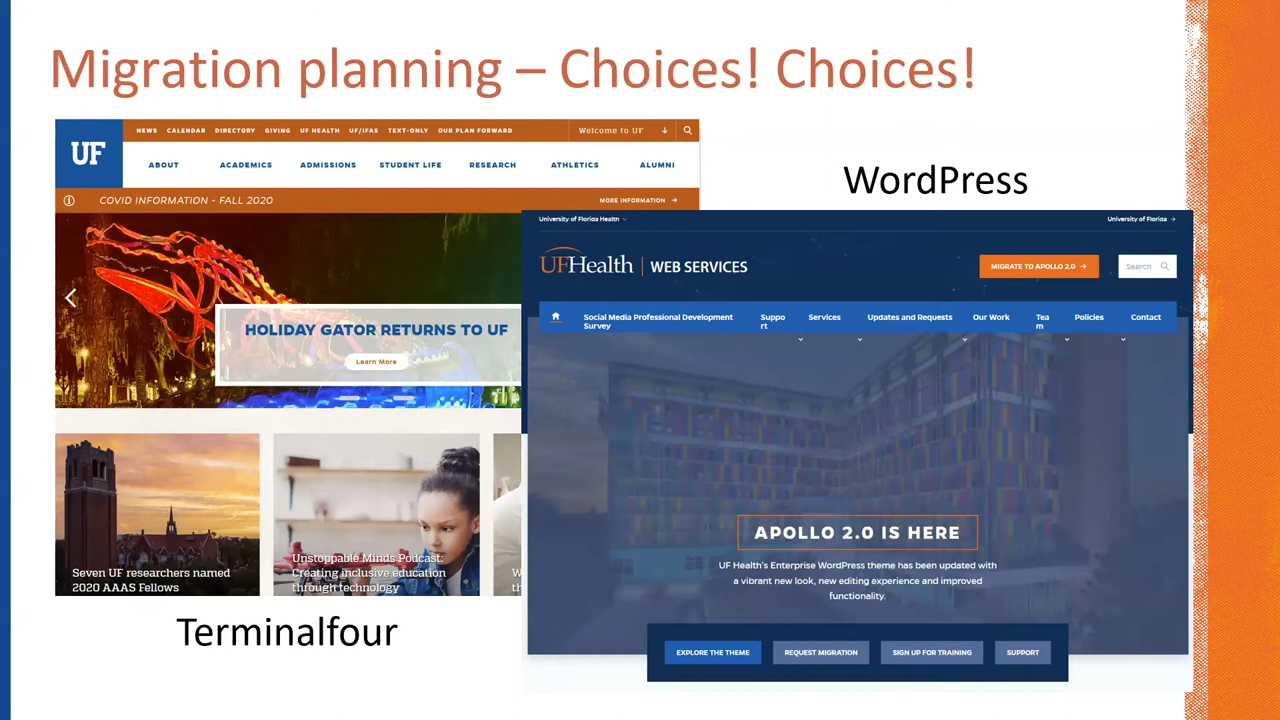 Migration planning – Choices! Choices!
NEWS CALENDAR DIRECTORY GIVING UF HEALTH UF/IFAS TEXT-ONLY OUR PLAN FORWARD Welcome to UF
UF
ABOUT ACADEMICS ADMISSIONS STUDENT LIFE RESEARCH ATHLETICS ALUMNI
COVID INFORMATION - FALL 2020 MORE INFORMATION →
HOLIDAY GATOR RETURNS TO UF
Learn More
Seven UF researchers named
2020 AAAS Fellows
Unstoppable Minds Podcast:
Creating inclusive education
through technology
W
th
Terminalfour
WordPress
University of Florida Health University of Florida →
UFHealth | WEB SERVICES
MIGRATE TO APOLLO 2.0 → Search
Social Media Professional Development
Survey
Suppo
rt
Services
Updates and Requests
Our Work
Tea
m
Policies
Contact
APOLLO 2.0 IS HERE
UF Health's Enterprise WordPress theme has been updated with
a vibrant new look, new editing experience and improved
functionality.
EXPLORE THE THEME REQUEST MIGRATION SIGN UP FOR TRAINING SUPPORT